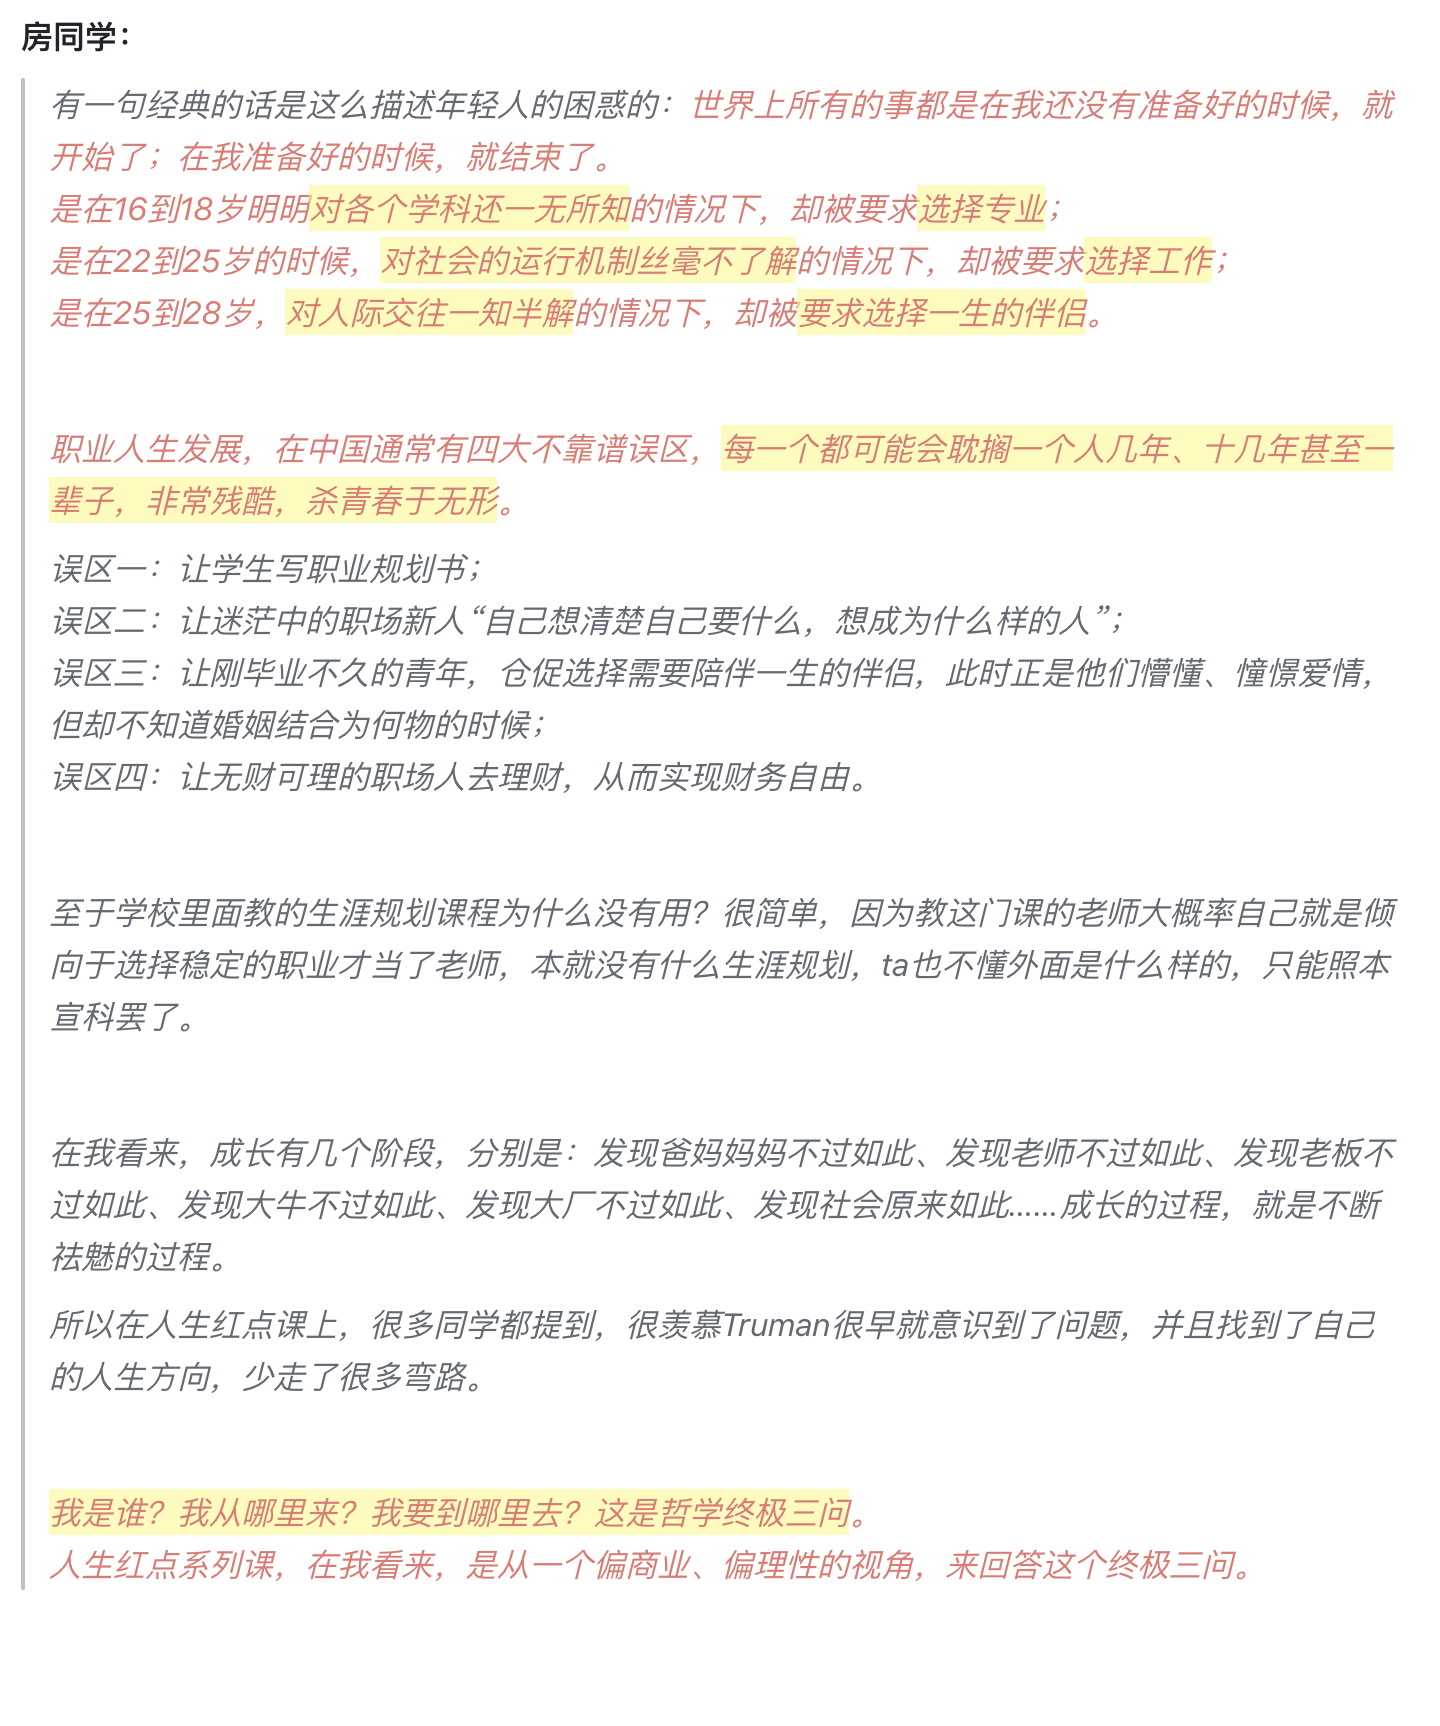 房同学：
有一句经典的话是这么描述年轻人的困惑的：世界上所有的事都是在我还没有准备好的时候，就
开始了；在我准备好的时候，就结束了。
是在16到18岁明明对各个学科还一无所知的情况下，却被要求选择专业；
是在22到25岁的时候，对社会的运行机制丝毫不了解的情况下，却被要求选择工作；
是在25到28岁，对人际交往一知半解的情况下，却被要求选择一生的伴侣。
职业人生发展，在中国通常有四大不靠谱误区，每一个都可能会耽搁一个人几年、十几年甚至一
辈子，非常残酷，杀青春于无形。
误区一：让学生写职业规划书；
误区二：让迷茫中的职场新人“自己想清楚自己要什么，想成为什么样的人”；
误区三：让刚毕业不久的青年，仓促选择需要陪伴一生的伴侣，此时正是他们懵懂、憧憬爱情，
但却不知道婚姻结合为何物的时候；
误区四：让无财可理的职场人去理财，从而实现财务自由。
至于学校里面教的生涯规划课程为什么没有用？很简单，因为教这门课的老师大概率自己就是倾
向于选择稳定的职业才当了老师，本就没有什么生涯规划，ta也不懂外面是什么样的，只能照本
宣科罢了。
在我看来，成长有几个阶段，分别是：发现爸妈妈妈不过如此、发现老师不过如此、发现老板不
过如此、发现大牛不过如此、发现大厂不过如此、发现社会原来如此……成长的过程，就是不断
祛魅的过程。
所以在人生红点课上，很多同学都提到，很羡慕Truman很早就意识到了问题，并且找到了自己
的人生方向，少走了很多弯路。
我是谁？我从哪里来？我要到哪里去？这是哲学终极三问。
人生红点系列课，在我看来，是从一个偏商业、偏理性的视角，来回答这个终极三问。